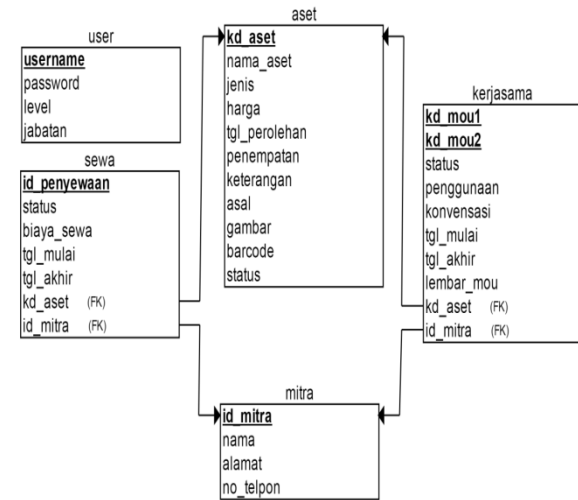 user
username
password
level
jabatan
sewa
id_penyewaan
status
biaya_sewa
tgl_mulai
tgl_akhir
kd_aset (FK)
id_mitra (FK)
aset
kd_aset
nama_aset
jenis
harga
tgl_perolehan
penempatan
keterangan
asal
gambar
barcode
status
kerjasama
kd_mou1
kd_mou2
status
penggunaan
konvensasi
tgl_mulai
tgl_akhir
lembar_mou
kd_aset (FK)
id_mitra (FK)
mitra
id_mitra
nama
alamat
no_telpon